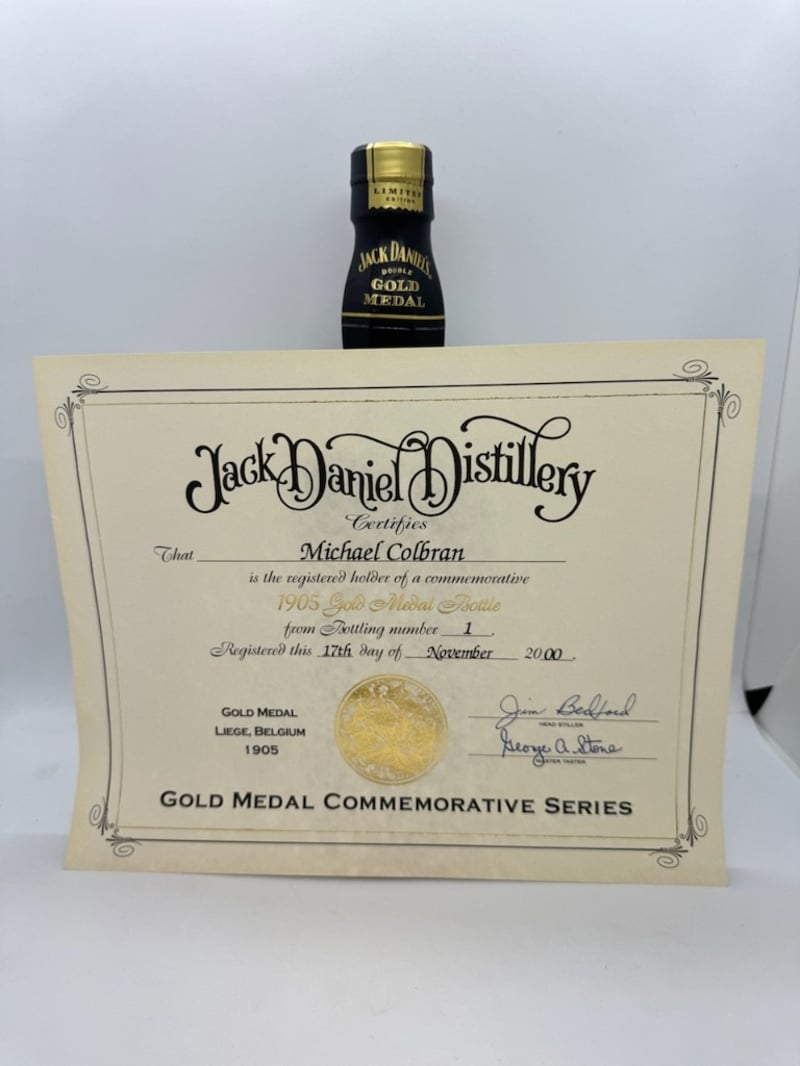 LIMITED
EDITION
JACK DANIEL'S
DOUBLE
GOLD
MEDAL
Jack Daniel Distillery
Certifies
That Michael Colbran
is the registered holder of a commemorative
1905 Gold Medal Bottle
from Bottling number 1.
Registered this 17th day of November 2000.
GOLD MEDAL
LIEGE, BELGIUM
1905
Jim Bedford
HEAD STILLER
George A. Stone
MASTER TASTER
GOLD MEDAL COMMEMORATIVE SERIES